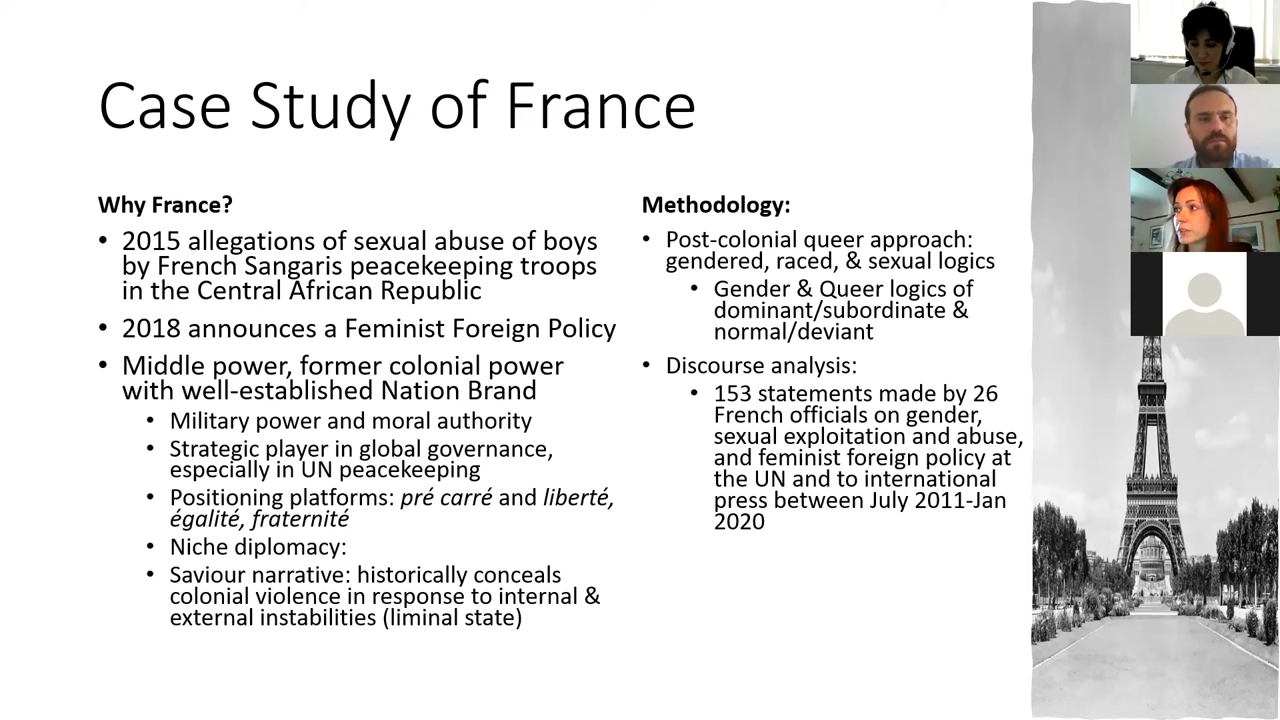 Case Study of France
Why France?
• 2015 allegations of sexual abuse of boys
by French Sangaris peacekeeping troops
in the Central African Republic
• 2018 announces a Feminist Foreign Policy
• Middle power, former colonial power
with well-established Nation Brand
• Military power and moral authority
• Strategic player in global governance,
especially in UN peacekeeping
• Positioning platforms: pré carré and liberté,
égalité, fraternité
• Niche diplomacy:
• Saviour narrative: historically conceals
colonial violence in response to internal &
external instabilities (liminal state)
Methodology:
• Post-colonial queer approach:
gendered, raced, & sexual logics
• Gender & Queer logics of
dominant/subordinate &
normal/deviant
• Discourse analysis:
• 153 statements made by 26
French officials on gender,
sexual exploitation and abuse,
and feminist foreign policy at
the UN and to international
press between July 2011-Jan
2020